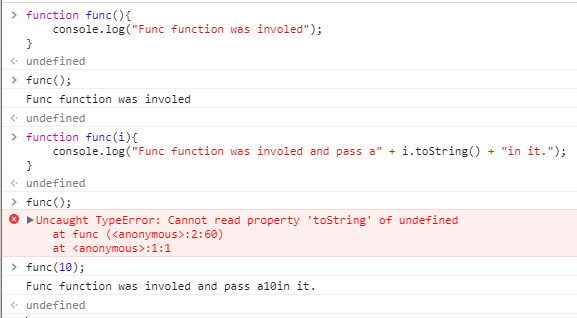 function func(){
console.log("Func function was involed");
}
undefined
func();
Func function was involed
undefined
function func(i){
console.log("Func function was involed and pass a" + i.toString() + "in it.");
}
undefined
func();
Uncaught TypeError: Cannot read property 'toString' of undefined
at func (<anonymous>:2:60)
at <anonymous>:1:1
func(10);
Func function was involed and pass a10in it.
undefined